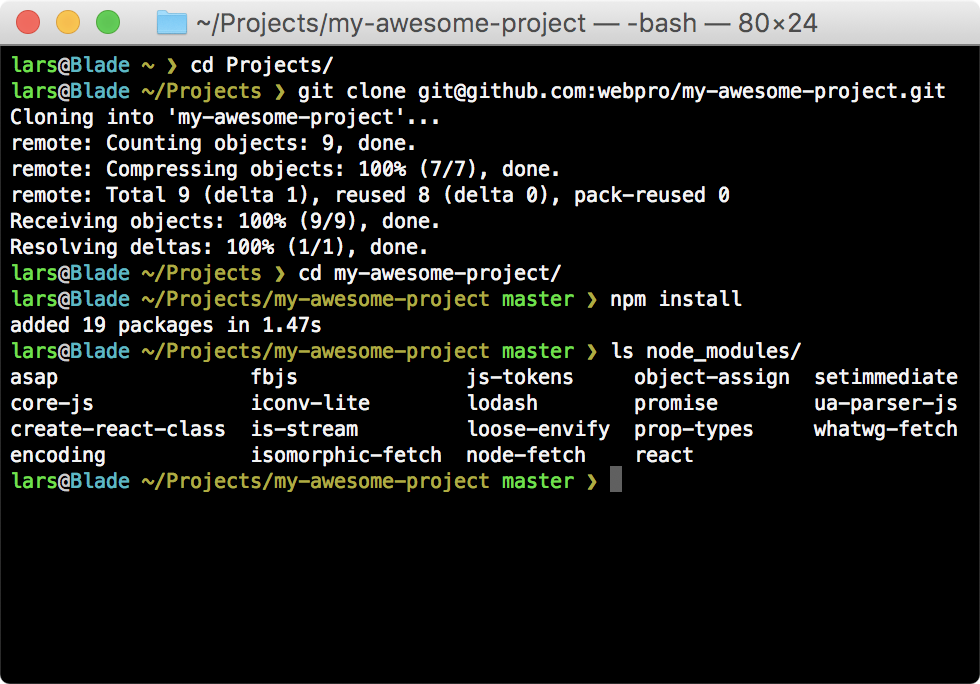 ~/Projects/my-awesome-project — -bash — 80×24
lars@Blade ~ ❯ cd Projects/
lars@Blade ~/Projects ❯ git clone git@github.com:webpro/my-awesome-project.git
Cloning into 'my-awesome-project'...
remote: Counting objects: 9, done.
remote: Compressing objects: 100% (7/7), done.
remote: Total 9 (delta 1), reused 8 (delta 0), pack-reused 0
Receiving objects: 100% (9/9), done.
Resolving deltas: 100% (1/1), done.
lars@Blade ~/Projects ❯ cd my-awesome-project/
lars@Blade ~/Projects/my-awesome-project master ❯ npm install
added 19 packages in 1.47s
lars@Blade ~/Projects/my-awesome-project master ❯ ls node_modules/
asap                fbjs              js-tokens     object-assign  setimmediate
core-js             iconv-lite        lodash        promise        ua-parser-js
create-react-class  is-stream         loose-envify  prop-types     whatwg-fetch
encoding            isomorphic-fetch  node-fetch    react
lars@Blade ~/Projects/my-awesome-project master ❯